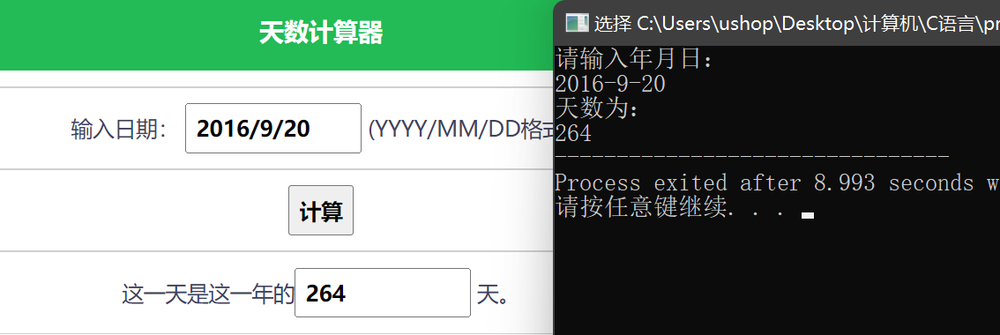 天数计算器
输入日期： 2016/9/20 (YYYY/MM/DD格式
计算
这一天是这一年的 264 天。
选择 C:\Users\ushop\Desktop\计算机\C语言\pr
请输入年月日：
2016-9-20
天数为：
264
--------------------------------
Process exited after 8.993 seconds w
请按任意键继续. . .